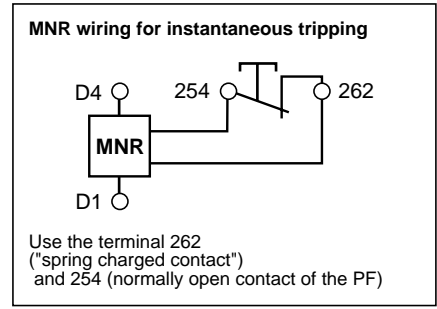 MNR wiring for instantaneous tripping
D4 254 262
MNR
D1
Use the terminal 262
("spring charged contact")
and 254 (normally open contact of the PF)